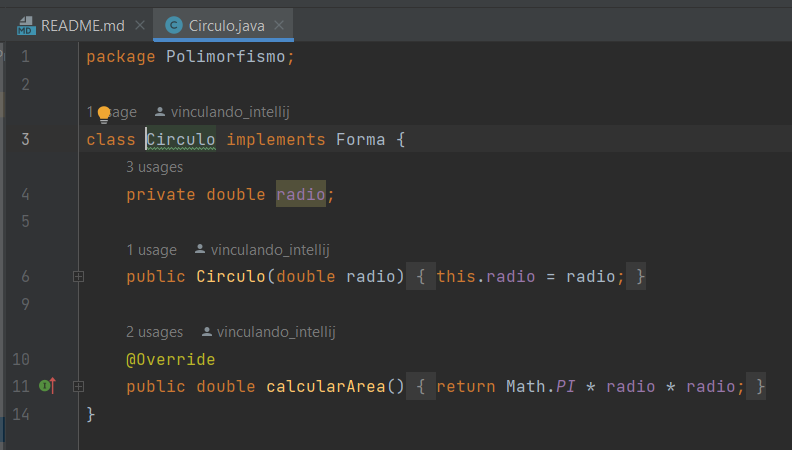 MD README.md × C Circulo.java ×
1 package Polimorfismo;
2
1 usage vinculando_intellij
3 class Circulo implements Forma {
3 usages
4 private double radio;
5
1 usage vinculando_intellij
6 public Circulo(double radio) { this.radio = radio; }
9
2 usages vinculando_intellij
10 @Override
11 public double calcularArea() { return Math.PI * radio * radio; }
14 }